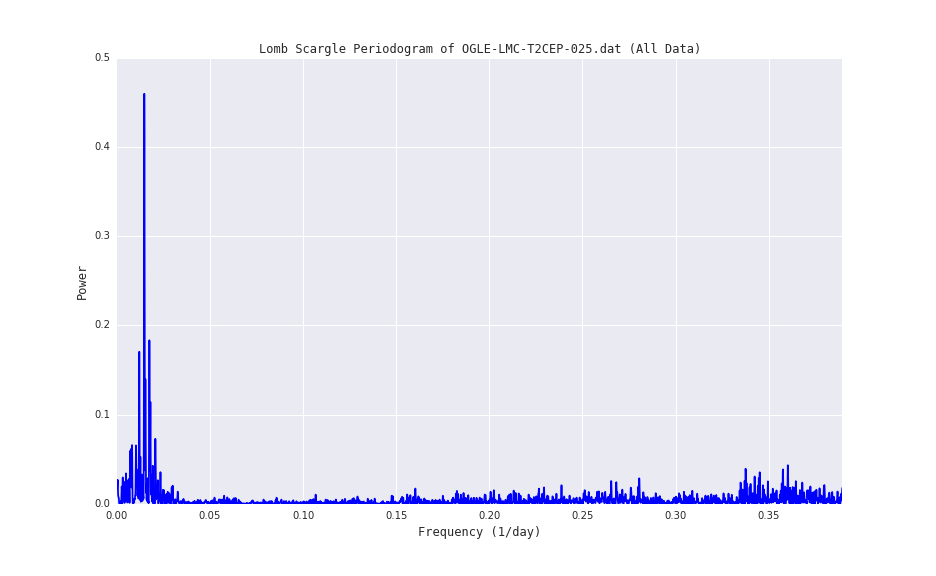 Lomb Scargle Periodogram of OGLE-LMC-T2CEP-025.dat (All Data)
0.5
0.4
0.3
0.2
0.1
0.0
Power
0.00 0.05 0.10 0.15 0.20 0.25 0.30 0.35
Frequency (1/day)